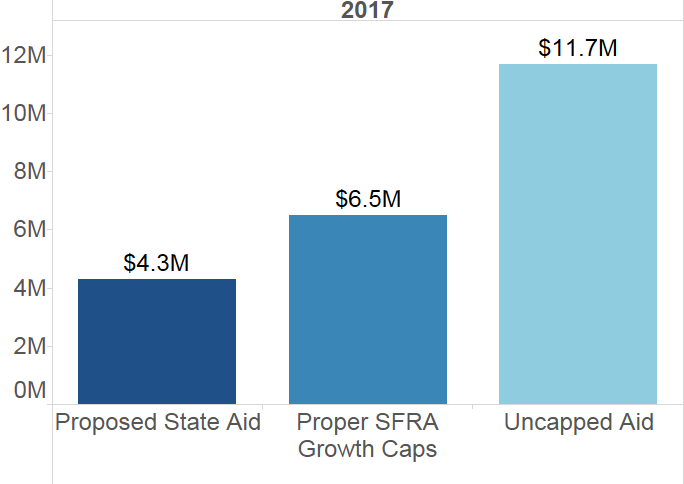 2017
12M
10M
8M
6M
4M
2M
0M
$4.3M
$6.5M
$11.7M
Proposed State Aid
Proper SFRA
Growth Caps
Uncapped Aid